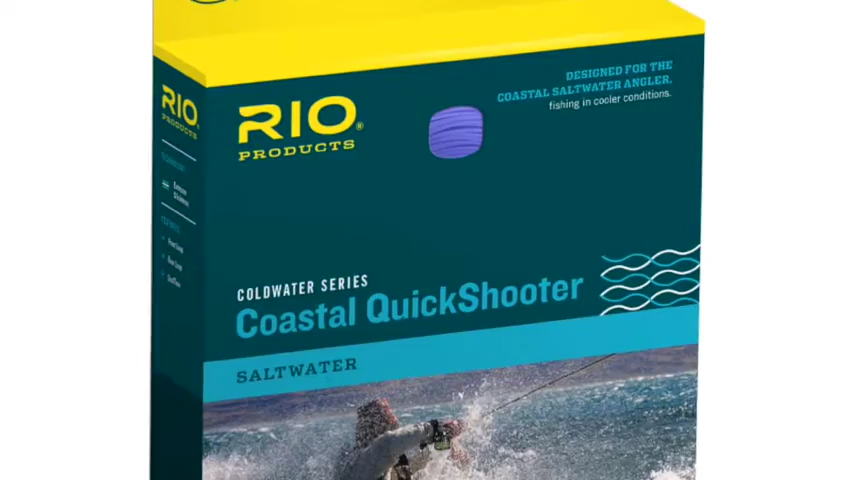 RIO®
PRODUCTS
DESIGNED FOR THE
COASTAL SALTWATER ANGLER.
fishing in cooler conditions.
COLDWATER SERIES
Coastal QuickShooter
SALTWATER
RIO
PRODUCTS